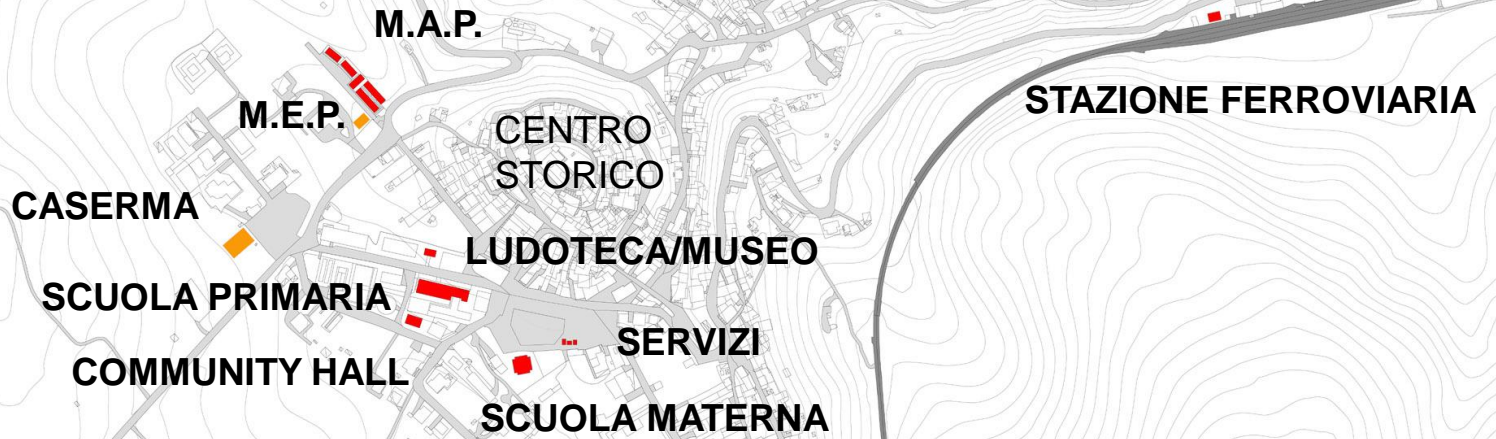 M.A.P.
STAZIONE FERROVIARIA
M.E.P.
CENTRO
STORICO
CASERMA
LUDOTECA/MUSEO
SCUOLA PRIMARIA
SERVIZI
COMMUNITY HALL
SCUOLA MATERNA